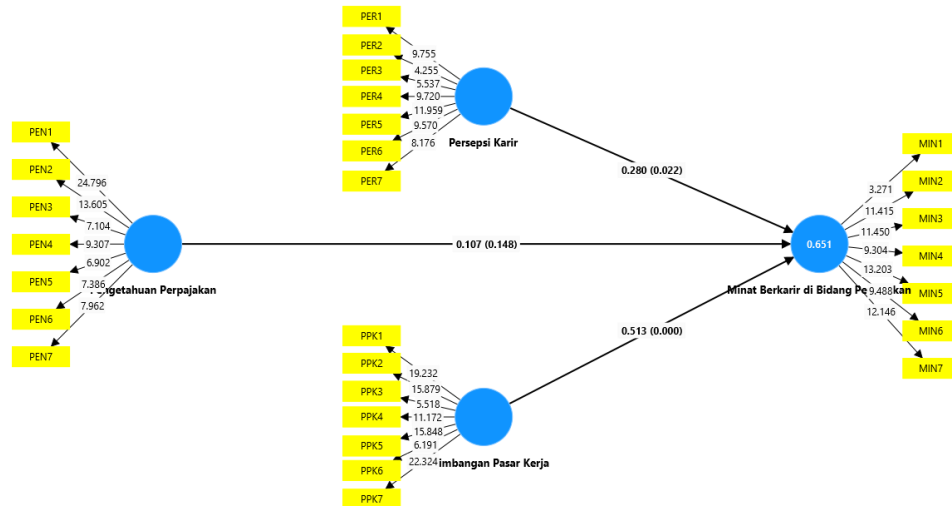 PER1
PER2
PER3
PER4
PER5
PER6
PER7
9.755
4.255
5.537
9.720
11.959
9.570
8.176
Persepsi Karir
0.280 (0.022)
PEN1
PEN2
PEN3
PEN4
PEN5
PEN6
PEN7
24.796
13.605
7.104
9.307
6.902
7.386
7.962
Perpajakan
0.107 (0.148)
0.651
Minat Berkarir di Bidang
MIN1
MIN2
MIN3
MIN4
MIN5
MIN6
MIN7
3.271
11.415
11.450
9.304
13.203
9.488
12.146
0.513 (0.000)
PPK1
PPK2
PPK3
PPK4
PPK5
PPK6
PPK7
19.232
15.879
5.518
11.172
15.848
6.191
22.324
Pasar Kerja